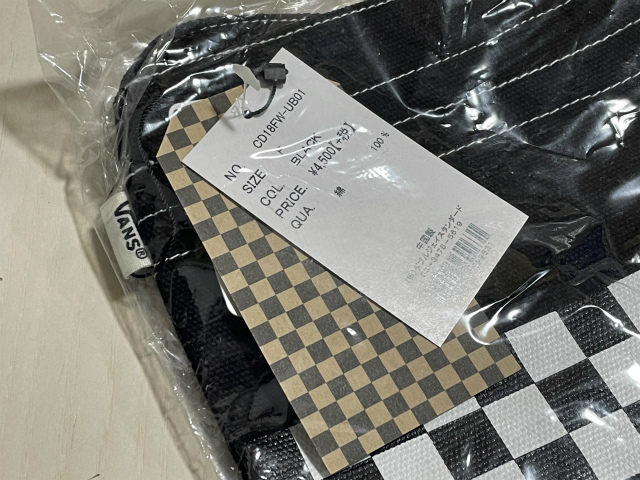 NO. CD18FW-UB01
SIZE
COL. BLACK
PRICE. ¥4,500【+税】
QUA. 綿 100%
中国製
VANS®